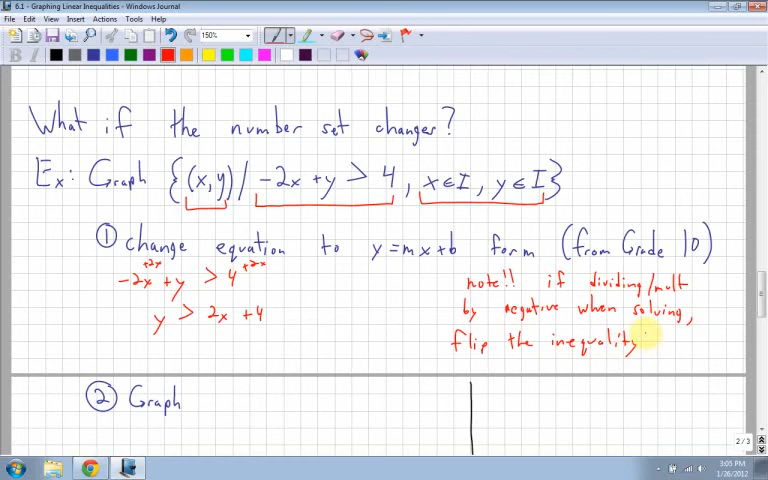 6.1 - Graphing Linear Inequalities - Windows Journal
File Edit View Insert Actions Tools Help
150%
B I
What if the number set changes?
Ex: Graph {(x,y) | -2x + y > 4, x ∈ I, y ∈ I}
① change equation to y = mx + b form (from Grade 10)
+2x +2x
-2x + y > 4
y > 2x + 4
note!! if dividing/mult
by negative when solving,
flip the inequality
② Graph
2 / 3
3:05 PM
1/26/2012